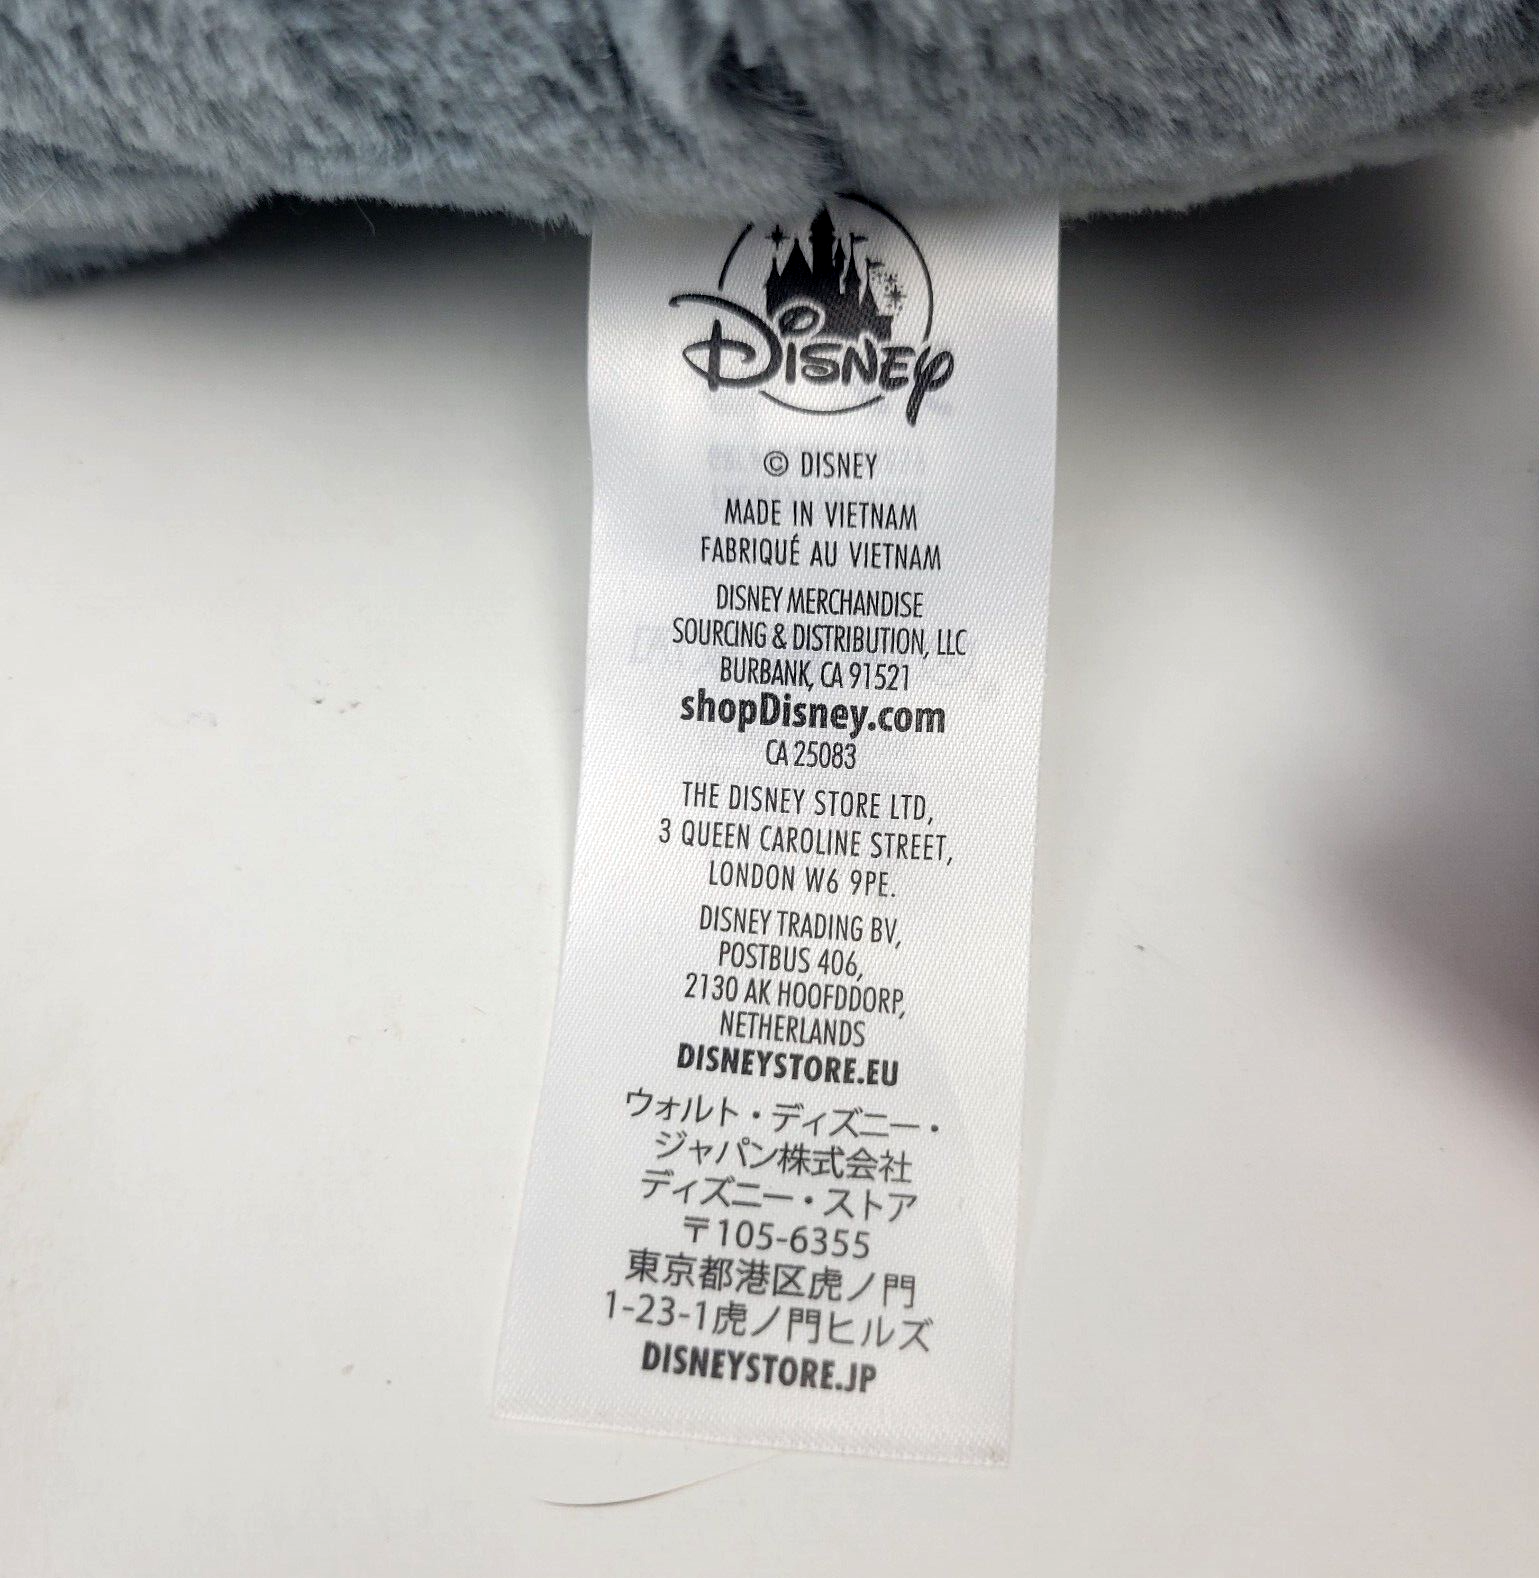 Disney
© DISNEY
MADE IN VIETNAM
FABRIQUÉ AU VIETNAM
DISNEY MERCHANDISE
SOURCING & DISTRIBUTION, LLC
BURBANK, CA 91521
shopDisney.com
CA 25083
THE DISNEY STORE LTD,
3 QUEEN CAROLINE STREET,
LONDON W6 9PE.
DISNEY TRADING BV,
POSTBUS 406,
2130 AK HOOFDDORP,
NETHERLANDS
DISNEYSTORE.EU
ウォルト・ディズニー・
ジャパン株式会社
ディズニー・ストア
〒105-6355
東京都港区虎ノ門
1-23-1虎ノ門ヒルズ
DISNEYSTORE.JP